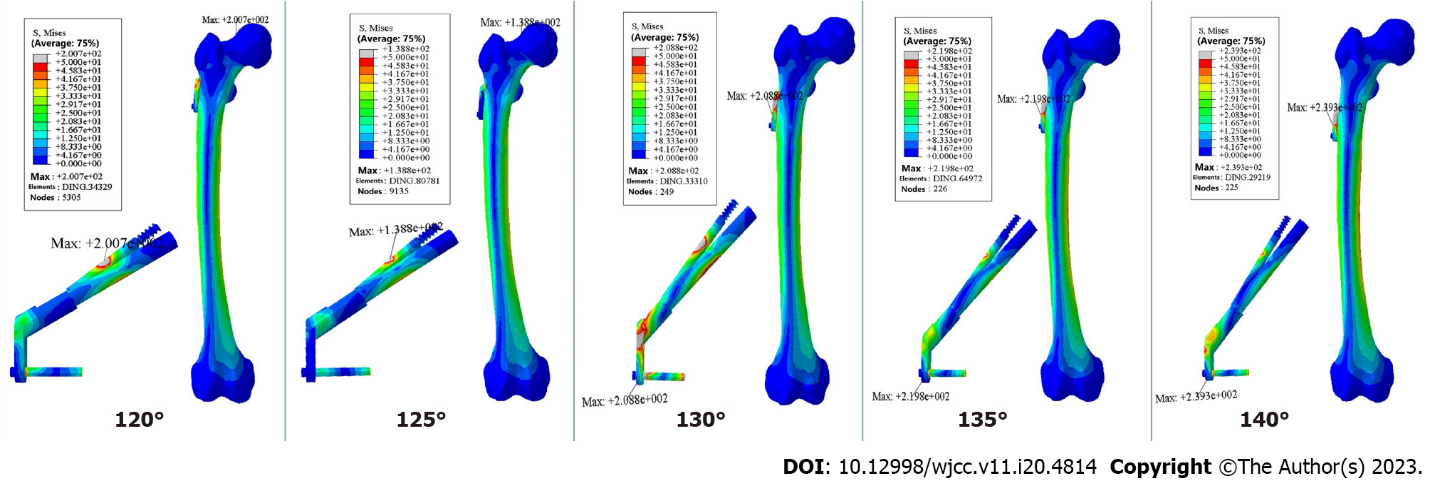 Max: +2.007e+002
S, Mises
(Average: 75%)
+2.007e+02
+5.000e+01
+4.583e+01
+4.167e+01
+3.750e+01
+3.333e+01
+2.917e+01
+2.500e+01
+2.083e+01
+1.667e+01
+1.250e+01
+8.333e+00
+4.167e+00
+0.000e+00
Max : +2.007e+02
Elements : DING.34329
Nodes : 5305
Max: +2.007e+002
120°
Max: +1.388e+002
S, Mises
(Average: 75%)
+1.388e+02
+5.000e+01
+4.583e+01
+4.167e+01
+3.750e+01
+3.333e+01
+2.917e+01
+2.500e+01
+2.083e+01
+1.667e+01
+1.250e+01
+8.333e+00
+4.167e+00
+0.000e+00
Max : +1.388e+02
Elements : DING.80781
Nodes : 9135
Max: +1.388e+002
125°
S, Mises
(Average: 75%)
+2.088e+02
+5.000e+01
+4.583e+01
+4.167e+01
+3.750e+01
+3.333e+01
+2.917e+01
+2.500e+01
+2.083e+01
+1.667e+01
+1.250e+01
+8.333e+00
+4.167e+00
+0.000e+00
Max : +2.088e+02
Elements : DING.33310
Nodes : 249
Max: +2.088e+002
Max: +2.088e+002
130°
S, Mises
(Average: 75%)
+2.198e+02
+5.000e+01
+4.583e+01
+4.167e+01
+3.750e+01
+3.333e+01
+2.917e+01
+2.500e+01
+2.083e+01
+1.667e+01
+1.250e+01
+8.333e+00
+4.167e+00
+0.000e+00
Max : +2.198e+02
Elements : DING.64972
Nodes : 226
Max: +2.198e+002
Max: +2.198e+002
135°
S, Mises
(Average: 75%)
+2.393e+02
+5.000e+01
+4.583e+01
+4.167e+01
+3.750e+01
+3.333e+01
+2.917e+01
+2.500e+01
+2.083e+01
+1.667e+01
+1.250e+01
+8.333e+00
+4.167e+00
+0.000e+00
Max : +2.393e+02
Elements : DING.29219
Nodes : 225
Max: +2.393e+002
Max: +2.393e+002
140°
DOI: 10.12998/wjcc.v11.i20.4814 Copyright ©The Author(s) 2023.